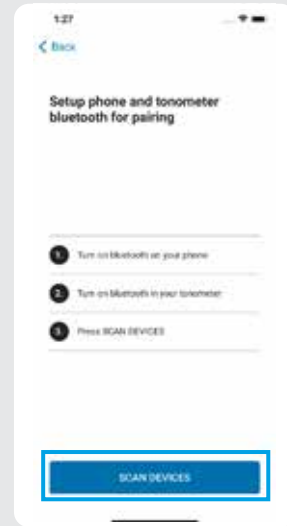 1:27
Back
Setup phone and tonometer
bluetooth for pairing
1. Turn on bluetooth on your phone
2. Turn on bluetooth in your tonometer
3. Press SCAN DEVICES
SCAN DEVICES